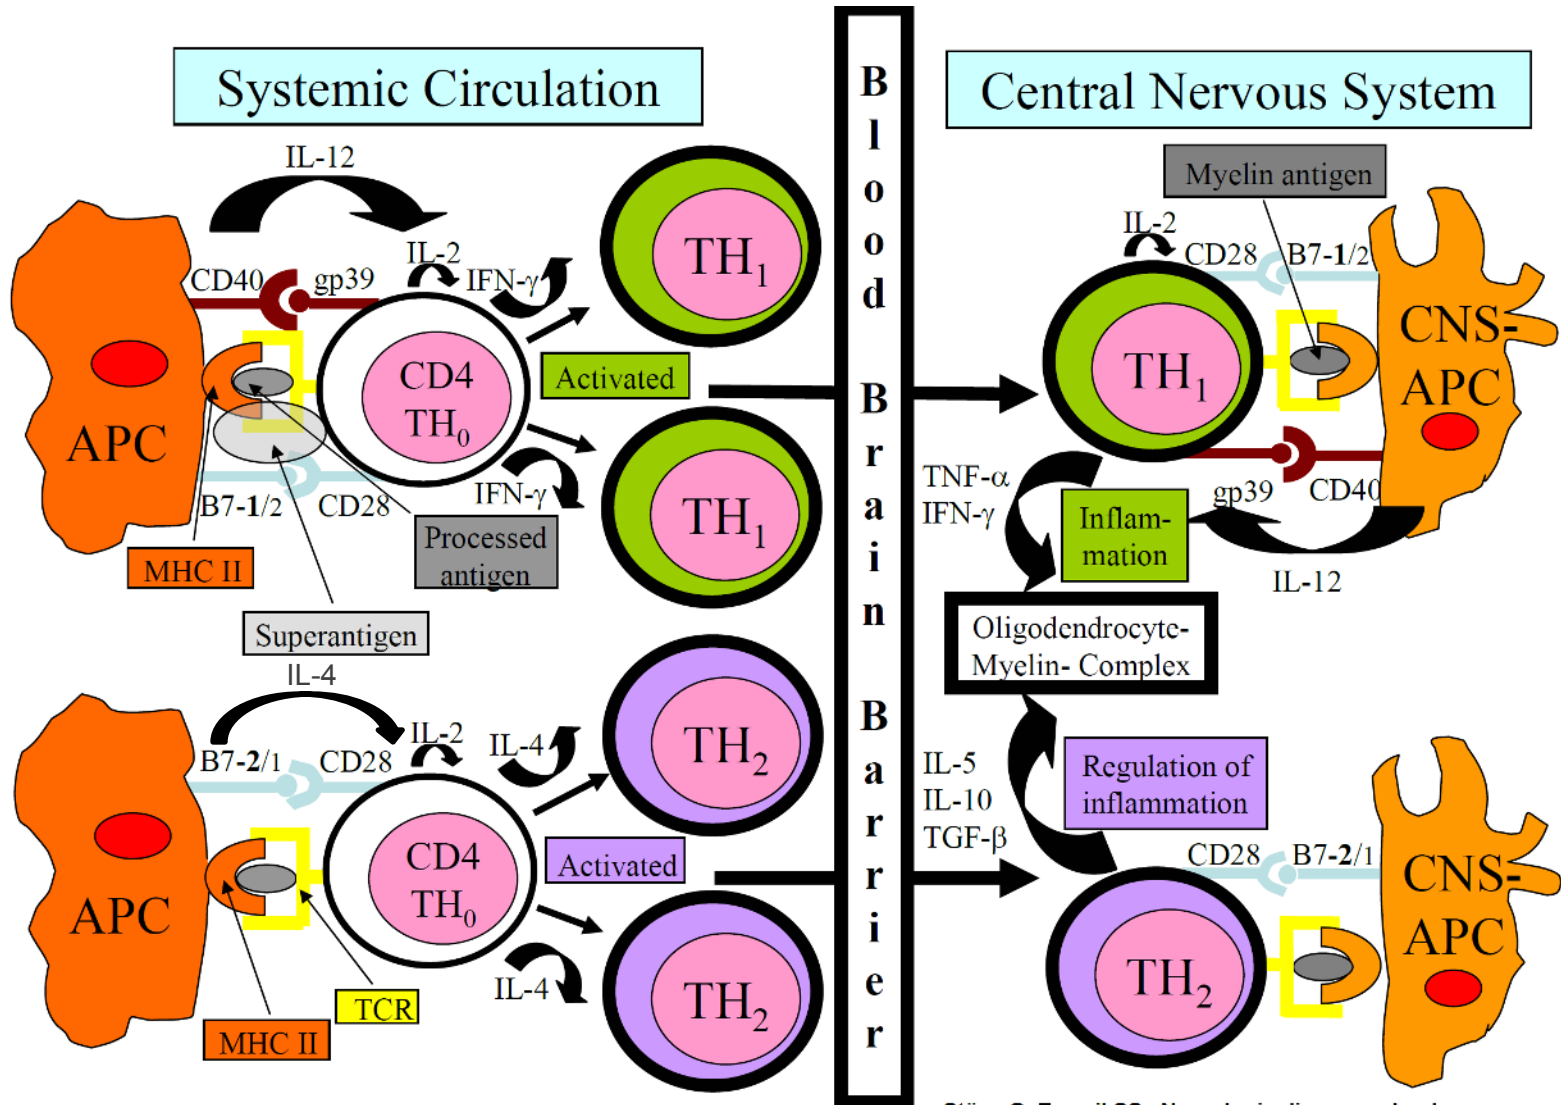 Systemic Circulation
Central Nervous System
Blood Brain Barrier
IL-12
CD40
gp39
IL-2
IFN-γ
TH1
APC
CD4
TH0
Activated
IFN-γ
TH1
B7-1/2
CD28
MHC II
Processed
antigen
Superantigen
IL-4
B7-2/1
CD28
IL-2
IL-4
TH2
APC
CD4
TH0
Activated
IL-4
TH2
TCR
MHC II
Myelin antigen
IL-2
CD28
B7-1/2
TH1
CNS-
APC
TNF-α
IFN-γ
gp39
CD40
Inflam-
mation
IL-12
Oligodendrocyte-
Myelin- Complex
IL-5
IL-10
TGF-β
Regulation of
inflammation
CD28
B7-2/1
TH2
CNS-
APC